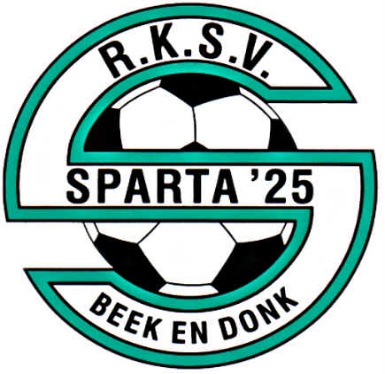 R.K.S.V.
SPARTA '25
BEEK EN DONK